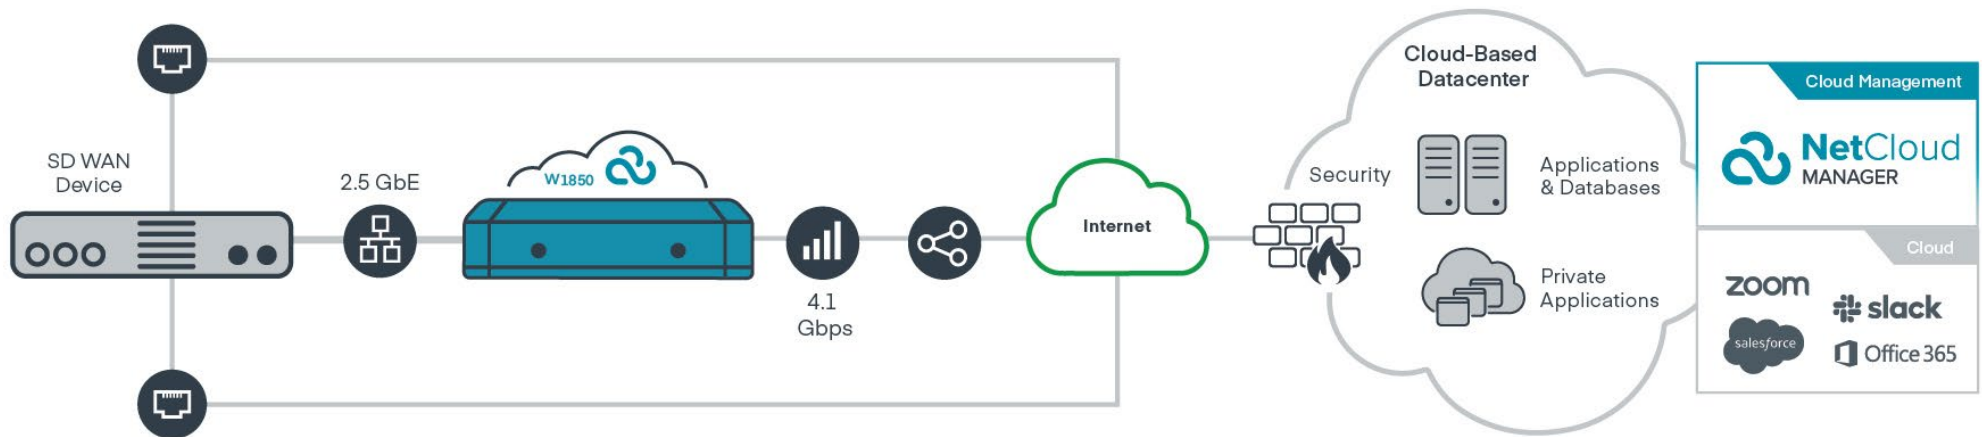 SD WAN
Device
2.5 GbE
W1850
4.1
Gbps
Internet
Security
Cloud-Based
Datacenter
Applications
& Databases
Private
Applications
Cloud Management
NetCloud
MANAGER
Cloud
zoom
slack
salesforce
Office 365